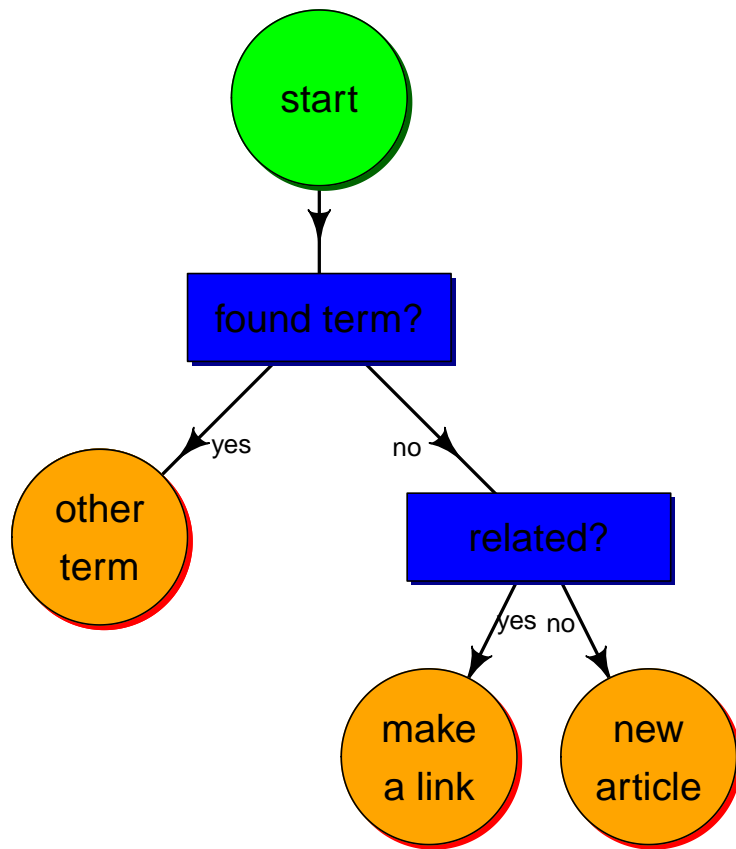 start
found term?
yes
no
other
term
related?
yes
no
make
a link
new
article